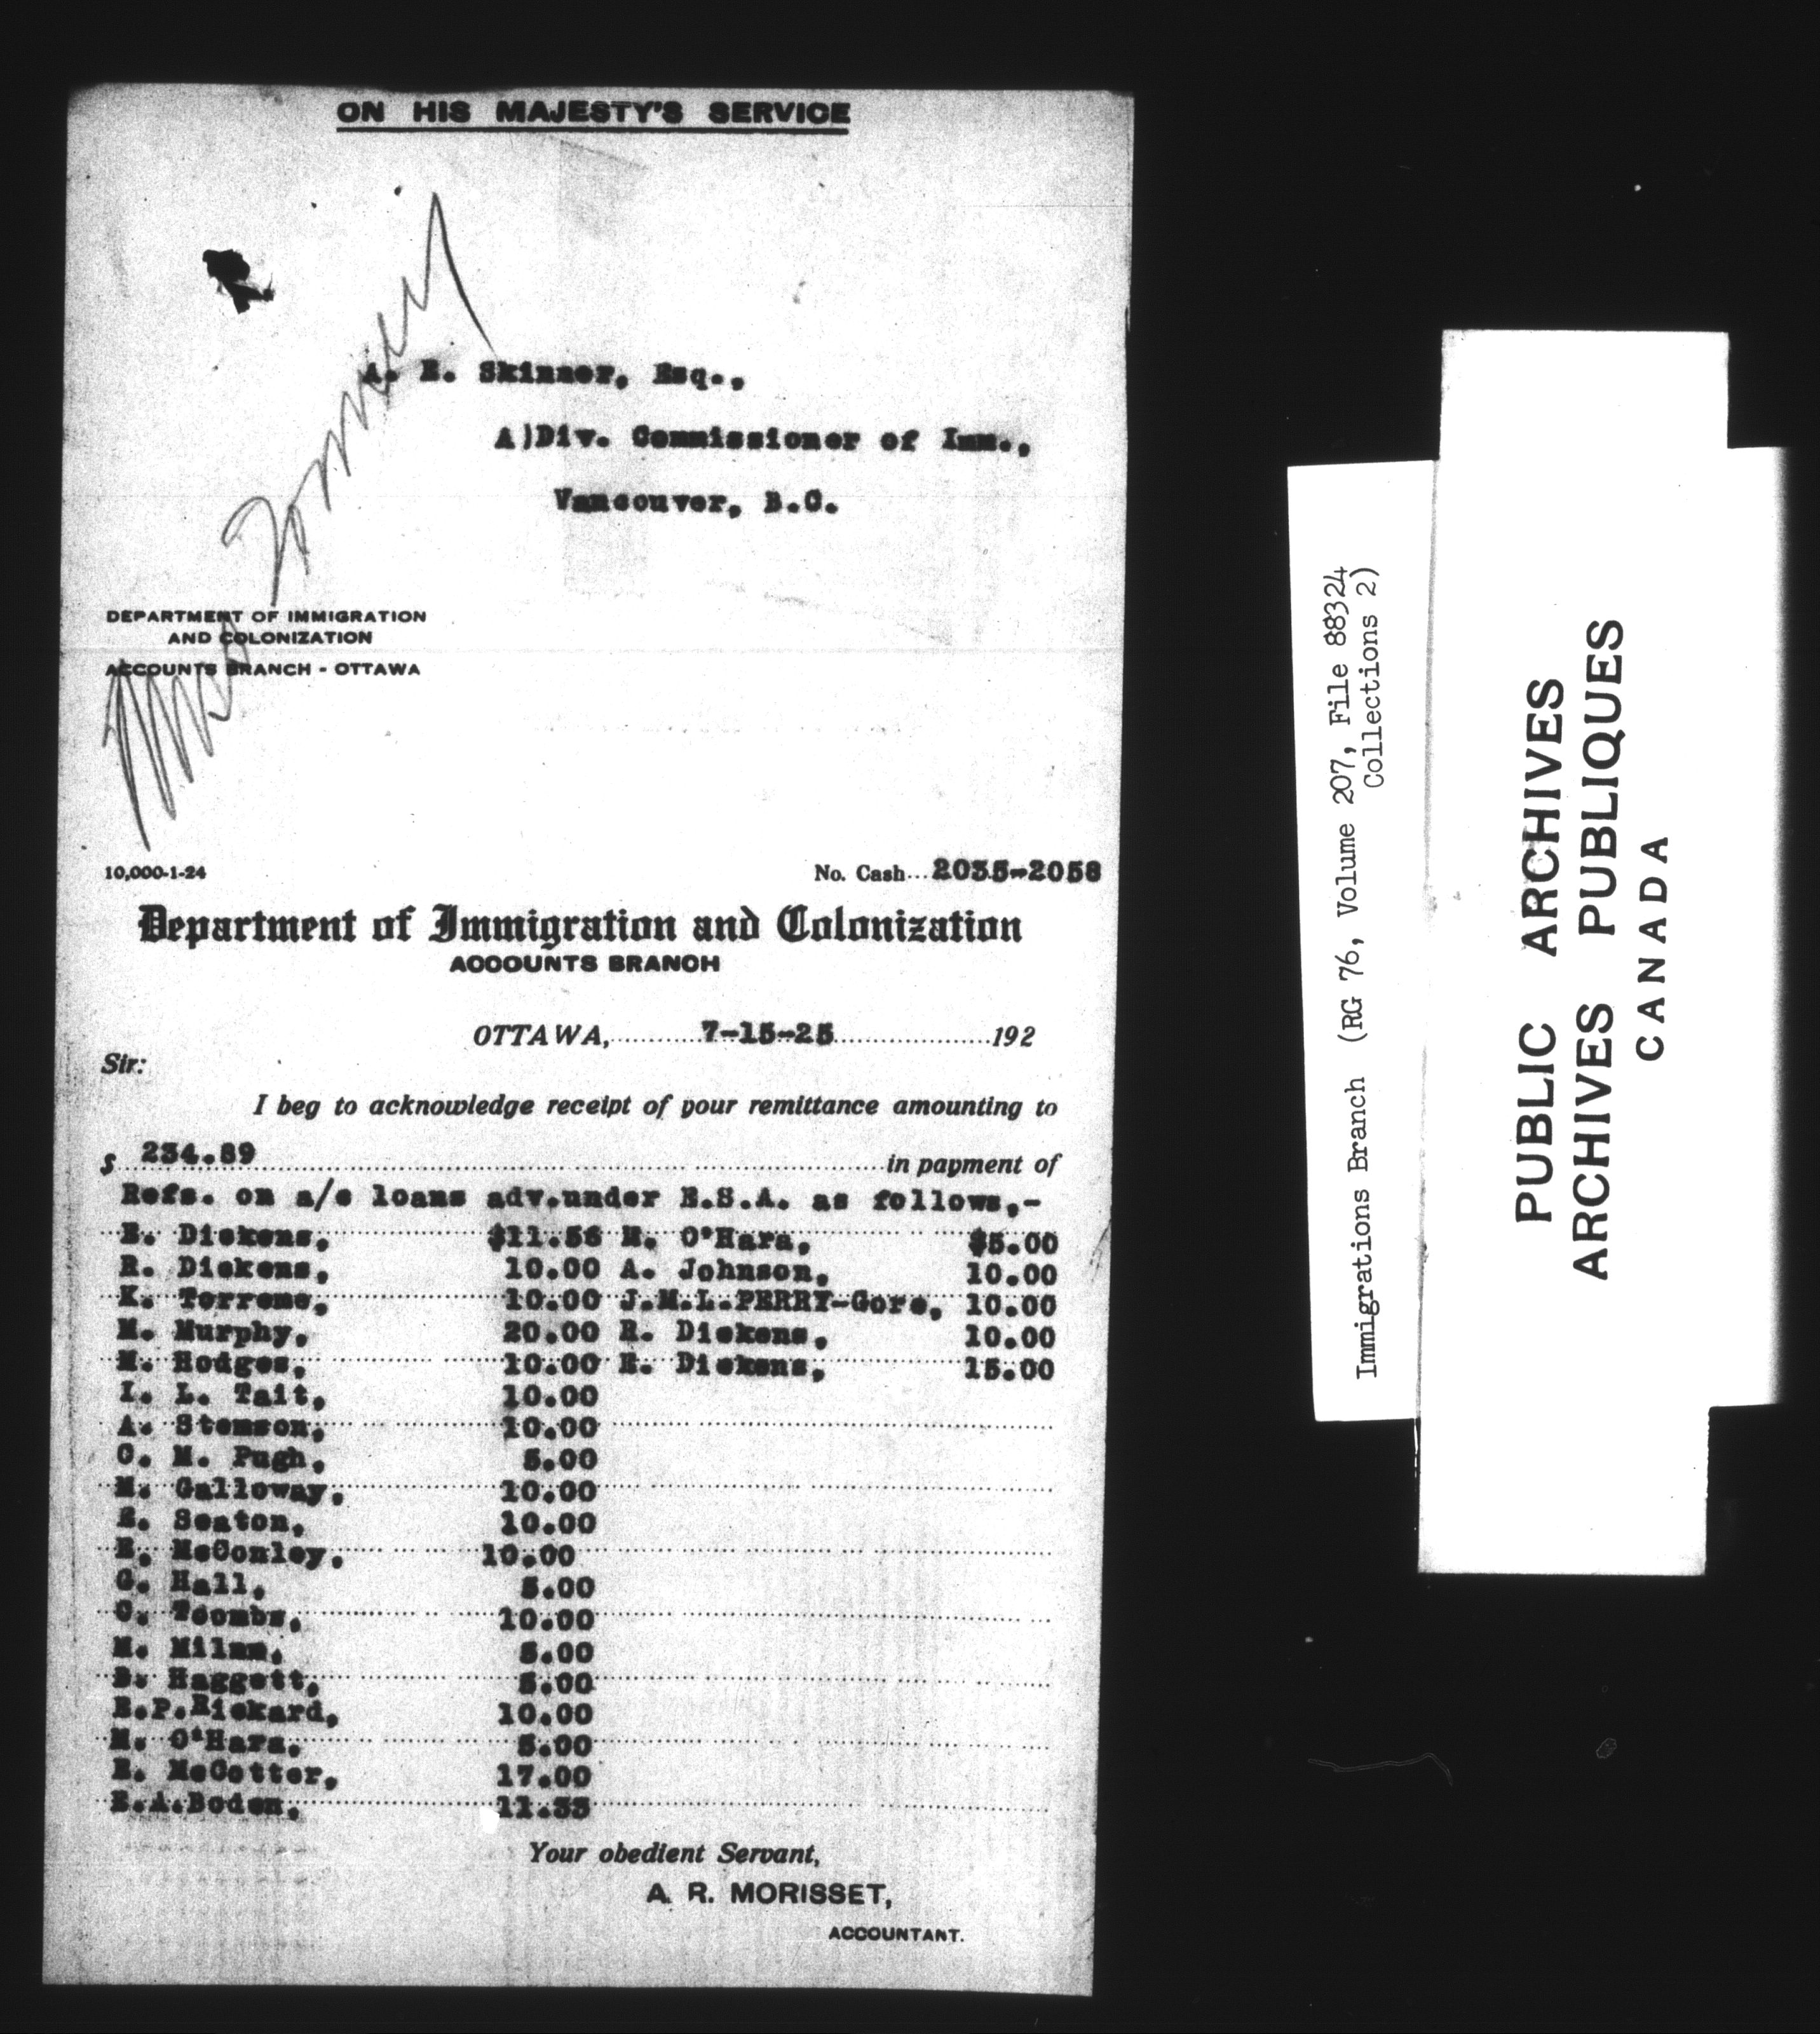 ON HIS MAJESTY'S SERVICE
A. E. Skinner, Esq.,
A)Div. Commissioner of Imm.,
Vancouver, B.C.
DEPARTMENT OF IMMIGRATION
AND COLONIZATION
ACCOUNTS BRANCH - OTTAWA
10,000-1-24
No. Cash... 2035-2058
Department of Immigration and Colonization
ACCOUNTS BRANCH
OTTAWA, 7-15-25 192
Sir:
I beg to acknowledge receipt of your remittance amounting to
$ 234.89 in payment of
Refs. on a/c loans adv.under E.S.A. as follows,-
E. Dickens, $11.56 M. O'Hara, $5.00
R. Dickens, 10.00 A. Johnson, 10.00
K. Torrens, 10.00 J.M.L.PERRY-Gore, 10.00
M. Murphy, 20.00 R. Dickens, 10.00
M. Hodges, 10.00 E. Dickens, 15.00
I. L. Tait, 10.00
A. Stemson, 10.00
C. M. Pugh, 5.00
M. Galloway, 10.00
E. Seaton, 10.00
E. McConley, 10.00
G. Hall, 5.00
C. Toombs, 10.00
M. Milnm, 5.00
D. Haggett, 5.00
E.P.Rickard, 10.00
M. O'Hara, 5.00
E. McCotter, 17.00
E.A.Boden, 11.33
Your obedient Servant,
A. R. MORISSET,
ACCOUNTANT.
Immigrations Branch (RG 76, Volume 207, File 88324
Collections 2)
PUBLIC ARCHIVES
ARCHIVES PUBLIQUES
CANADA